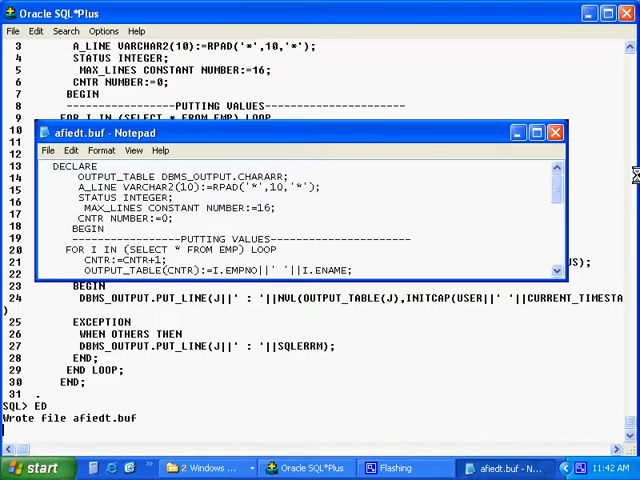 Oracle SQL*Plus
File Edit Search Options Help
3 A_LINE VARCHAR2(10):=RPAD('*',10,'*');
4 STATUS INTEGER;
5 MAX_LINES CONSTANT NUMBER:=16;
6 CNTR NUMBER:=0;
7 BEGIN
8 ------------------PUTTING VALUES-----------------------
9 FOR I IN (SELECT * FROM EMP) LOOP
10
11
12
13
14
15
16
17
18
19
20
21 US);
22
afiedt.buf - Notepad
File Edit Format View Help
DECLARE
OUTPUT_TABLE DBMS_OUTPUT.CHARARR;
A_LINE VARCHAR2(10):=RPAD('*',10,'*');
STATUS INTEGER;
MAX_LINES CONSTANT NUMBER:=16;
CNTR NUMBER:=0;
BEGIN
------------------PUTTING VALUES-----------------------
FOR I IN (SELECT * FROM EMP) LOOP
CNTR:=CNTR+1;
OUTPUT_TABLE(CNTR):=I.EMPNO||' '||I.ENAME;
23 BEGIN
24 DBMS_OUTPUT.PUT_LINE(J||' : '||NVL(OUTPUT_TABLE(J),INITCAP(USER||' '||CURRENT_TIMESTA
)
25 EXCEPTION
26 WHEN OTHERS THEN
27 DBMS_OUTPUT.PUT_LINE(J||' : '||SQLERRM);
28 END;
29 END LOOP;
30 END;
31 .
SQL> ED
Wrote file afiedt.buf
start
2 Windows ...
Oracle SQL*Plus
Flashing
afiedt.buf - N...
11:42 AM